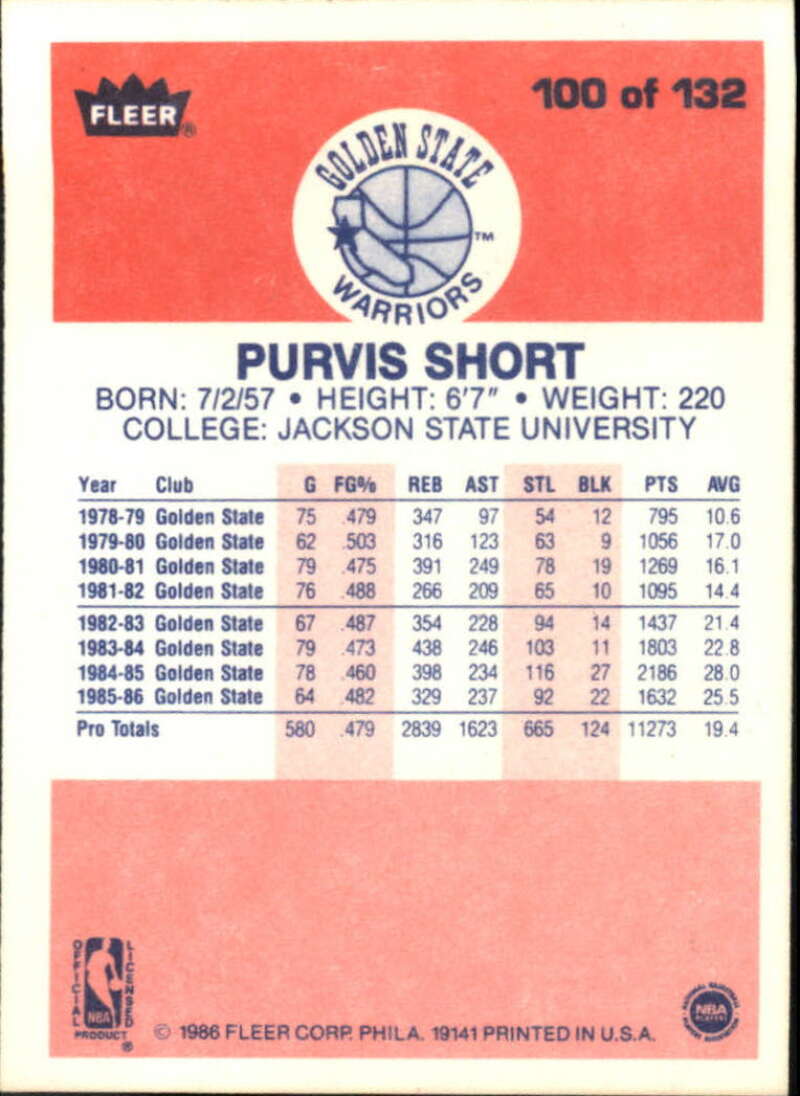 FLEER®
100 of 132
GOLDEN STATE
WARRIORS
TM
PURVIS SHORT
BORN: 7/2/57 • HEIGHT: 6'7" • WEIGHT: 220
COLLEGE: JACKSON STATE UNIVERSITY
Year Club G FG% REB AST STL BLK PTS AVG
1978-79 Golden State 75 .479 347 97 54 12 795 10.6
1979-80 Golden State 62 .503 316 123 63 9 1056 17.0
1980-81 Golden State 79 .475 391 249 78 19 1269 16.1
1981-82 Golden State 76 .488 266 209 65 10 1095 14.4
1982-83 Golden State 67 .487 354 228 94 14 1437 21.4
1983-84 Golden State 79 .473 438 246 103 11 1803 22.8
1984-85 Golden State 78 .460 398 234 116 27 2186 28.0
1985-86 Golden State 64 .482 329 237 92 22 1632 25.5
Pro Totals 580 .479 2839 1623 665 124 11273 19.4
OFFICIAL
LICENSED
NBA
PRODUCT
®
© 1986 FLEER CORP. PHILA. 19141 PRINTED IN U.S.A.
NATIONAL BASKETBALL
NBA
PLAYERS
PLAYERS ASSOCIATION